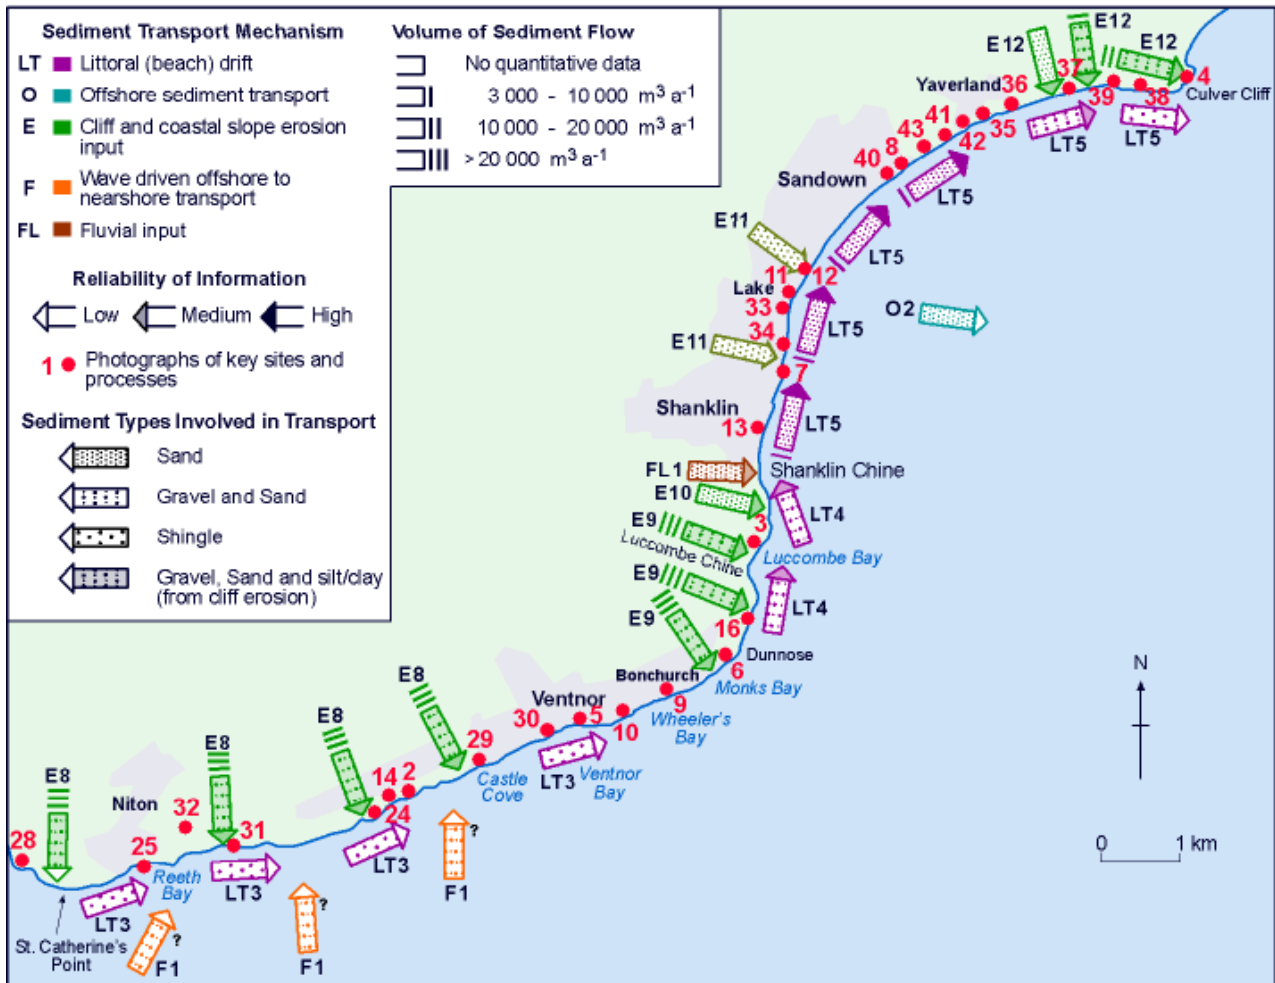 Sediment Transport Mechanism
LT Littoral (beach) drift
O Offshore sediment transport
E Cliff and coastal slope erosion
input
F Wave driven offshore to
nearshore transport
FL Fluvial input
Volume of Sediment Flow
No quantitative data
3 000 - 10 000 m³ a⁻¹
10 000 - 20 000 m³ a⁻¹
> 20 000 m³ a⁻¹
Reliability of Information
Low Medium High
1 Photographs of key sites and
processes
Sediment Types Involved in Transport
Sand
Gravel and Sand
Shingle
Gravel, Sand and silt/clay
(from cliff erosion)
E12
E12 E12
37
36
4
Yaverland
39 38
Culver Cliff
41
35
43
42
LT5 LT5
8
40
Sandown
LT5
E11
LT5
11 12
Lake
33
O2
34
LT5
E11
7
Shanklin
13
LT5
FL1
Shanklin Chine
E10
LT4
E9
3
Luccombe Chine
Luccombe Bay
E9
LT4
E9
16
Dunnose
6
Bonchurch
Monks Bay
E8
Ventnor
9
30 5 10
Wheeler's
Bay
E8
29
LT3
Ventnor
Bay
Castle
Cove
E8
14 2
24
E8
Niton
32
31
28
25
Reeth
Bay
LT3
LT3
LT3
?
F1
?
F1
?
F1
St. Catherine's
Point
N
0 1 km